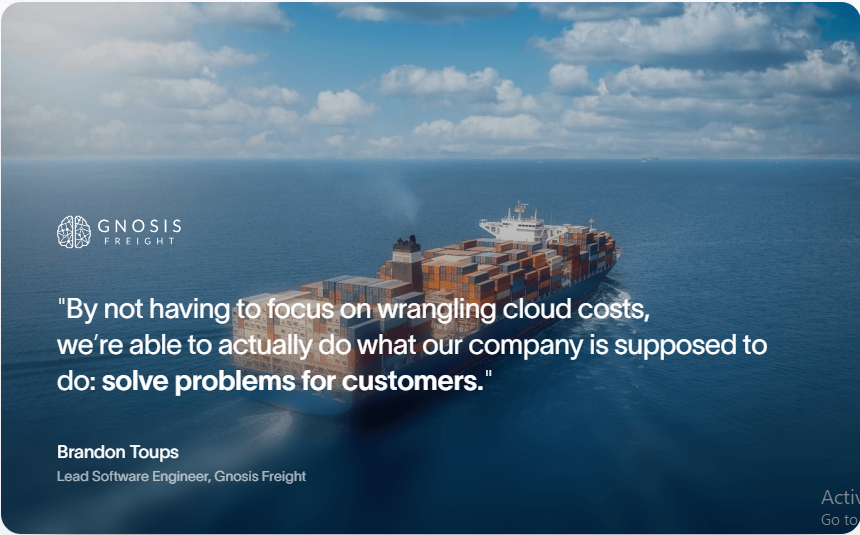 GNOSIS
FREIGHT
"By not having to focus on wrangling cloud costs,
we're able to actually do what our company is supposed to
do: solve problems for customers."
Brandon Toups
Lead Software Engineer, Gnosis Freight
Activ
Go to